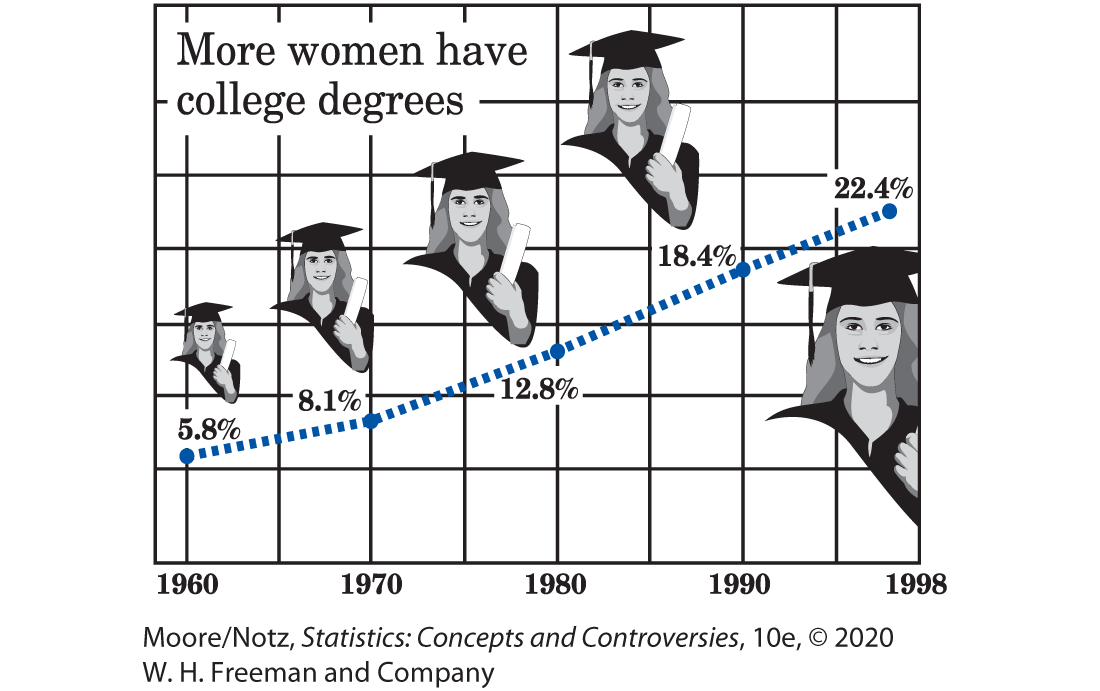 More women have
college degrees
22.4%
18.4%
12.8%
8.1%
5.8%
1960 1970 1980 1990 1998
Moore/Notz, Statistics: Concepts and Controversies, 10e, © 2020
W. H. Freeman and Company